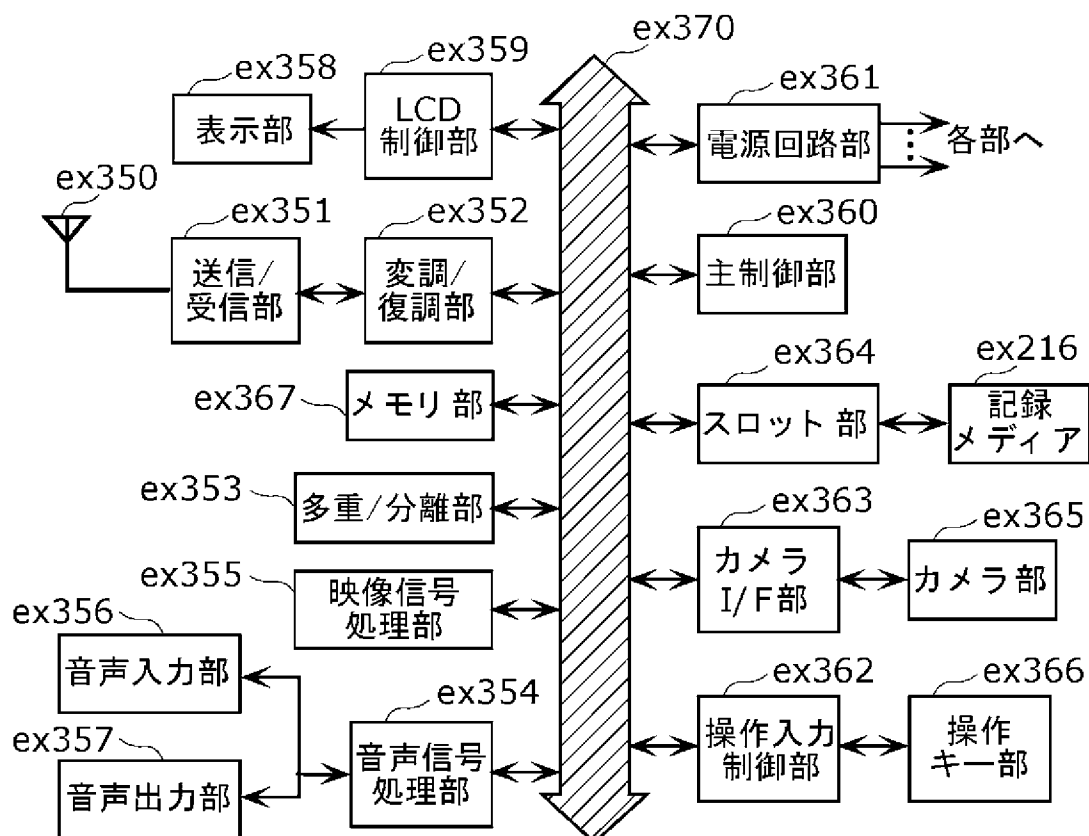 ex370
ex359
ex358
LCD
制御部
表示部
ex361
電源回路部
各部へ
ex350
ex351
ex352
送信/
受信部
変調/
復調部
ex360
主制御部
ex367
メモリ部
ex364
スロット部
ex216
記録
メディア
ex353
多重/分離部
ex363
カメラ
I/F部
ex365
カメラ部
ex355
映像信号
処理部
ex356
音声入力部
ex354
音声信号
処理部
ex357
音声出力部
ex362
操作入力
制御部
ex366
操作
キー部